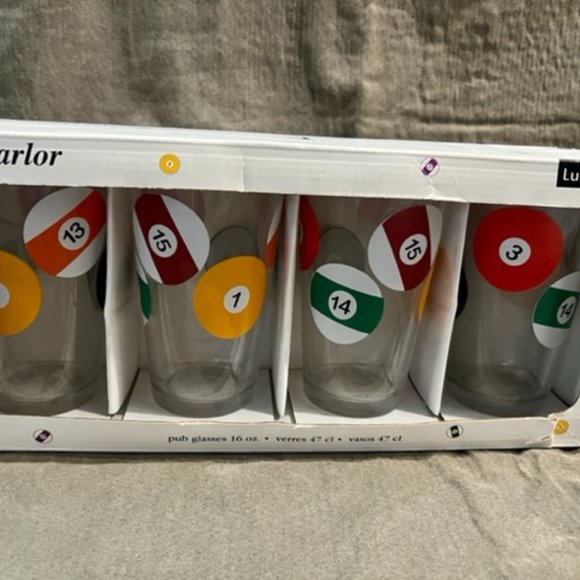 arlor
Lu
13
15
1
15
14
3
14
pub glasses 16 oz. • verres 47 cl • vasos 47 cl